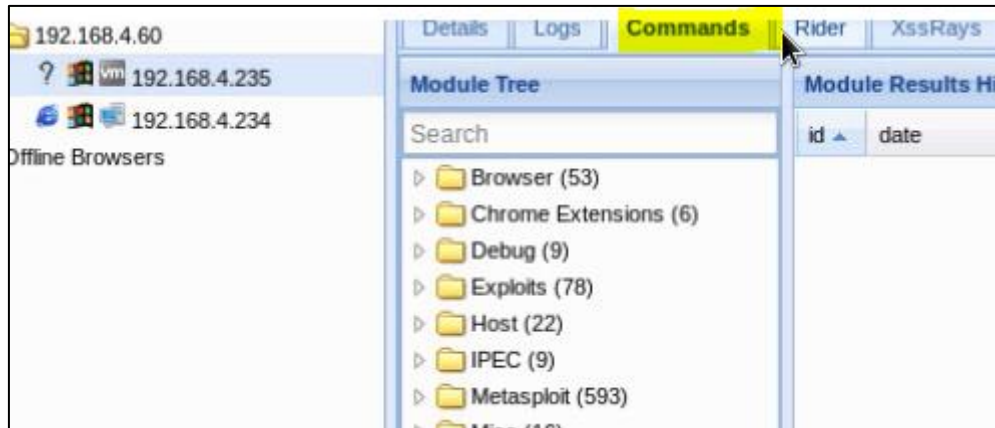 192.168.4.60
? vm 192.168.4.235
192.168.4.234
Offline Browsers
Details Logs Commands Rider XssRays
Module Tree
Search
Browser (53)
Chrome Extensions (6)
Debug (9)
Exploits (78)
Host (22)
IPEC (9)
Metasploit (593)
Module Results Hi
id date